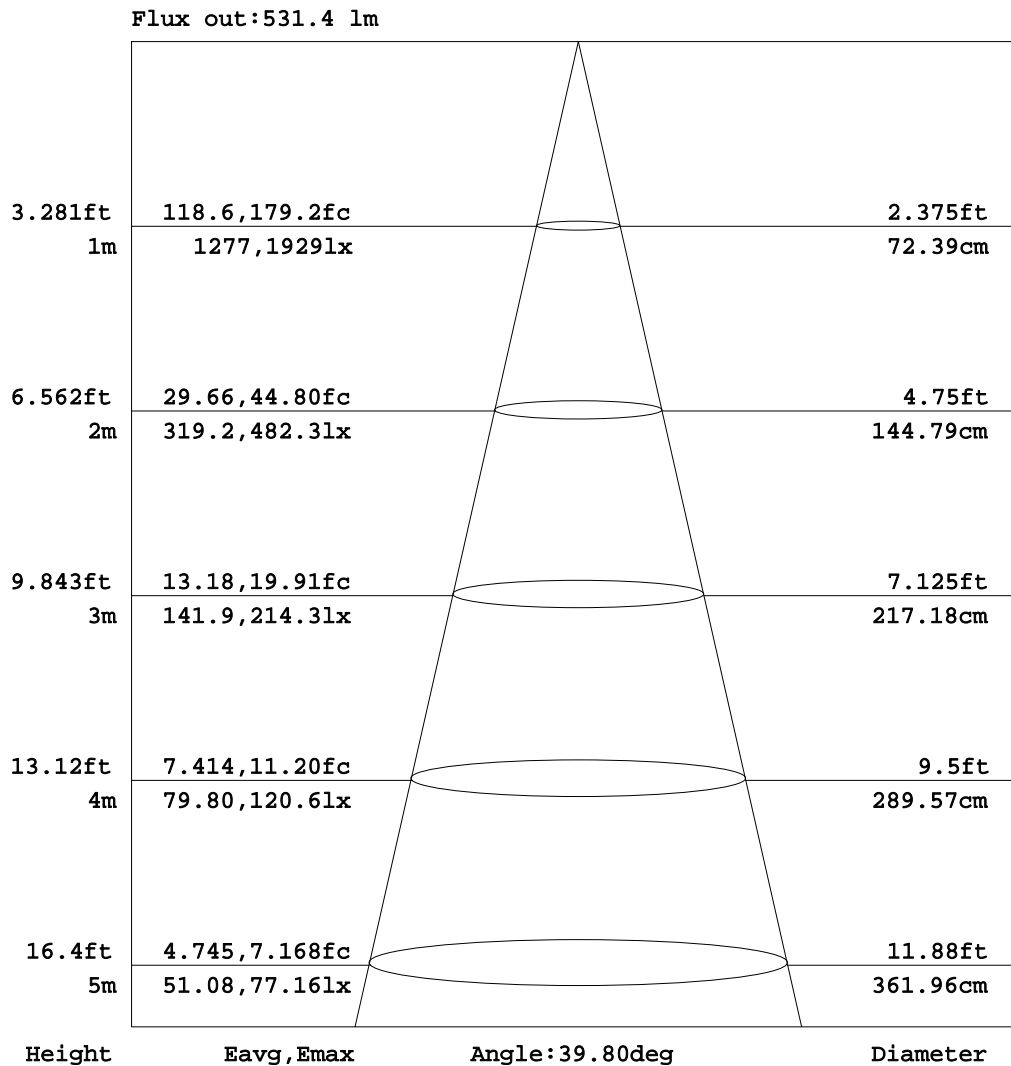 Flux out:531.4 lm
3.281ft 118.6,179.2fc 2.375ft
1m 1277,1929lx 72.39cm
6.562ft 29.66,44.80fc 4.75ft
2m 319.2,482.3lx 144.79cm
9.843ft 13.18,19.91fc 7.125ft
3m 141.9,214.3lx 217.18cm
13.12ft 7.414,11.20fc 9.5ft
4m 79.80,120.6lx 289.57cm
16.4ft 4.745,7.168fc 11.88ft
5m 51.08,77.16lx 361.96cm
Height Eavg,Emax Angle:39.80deg Diameter